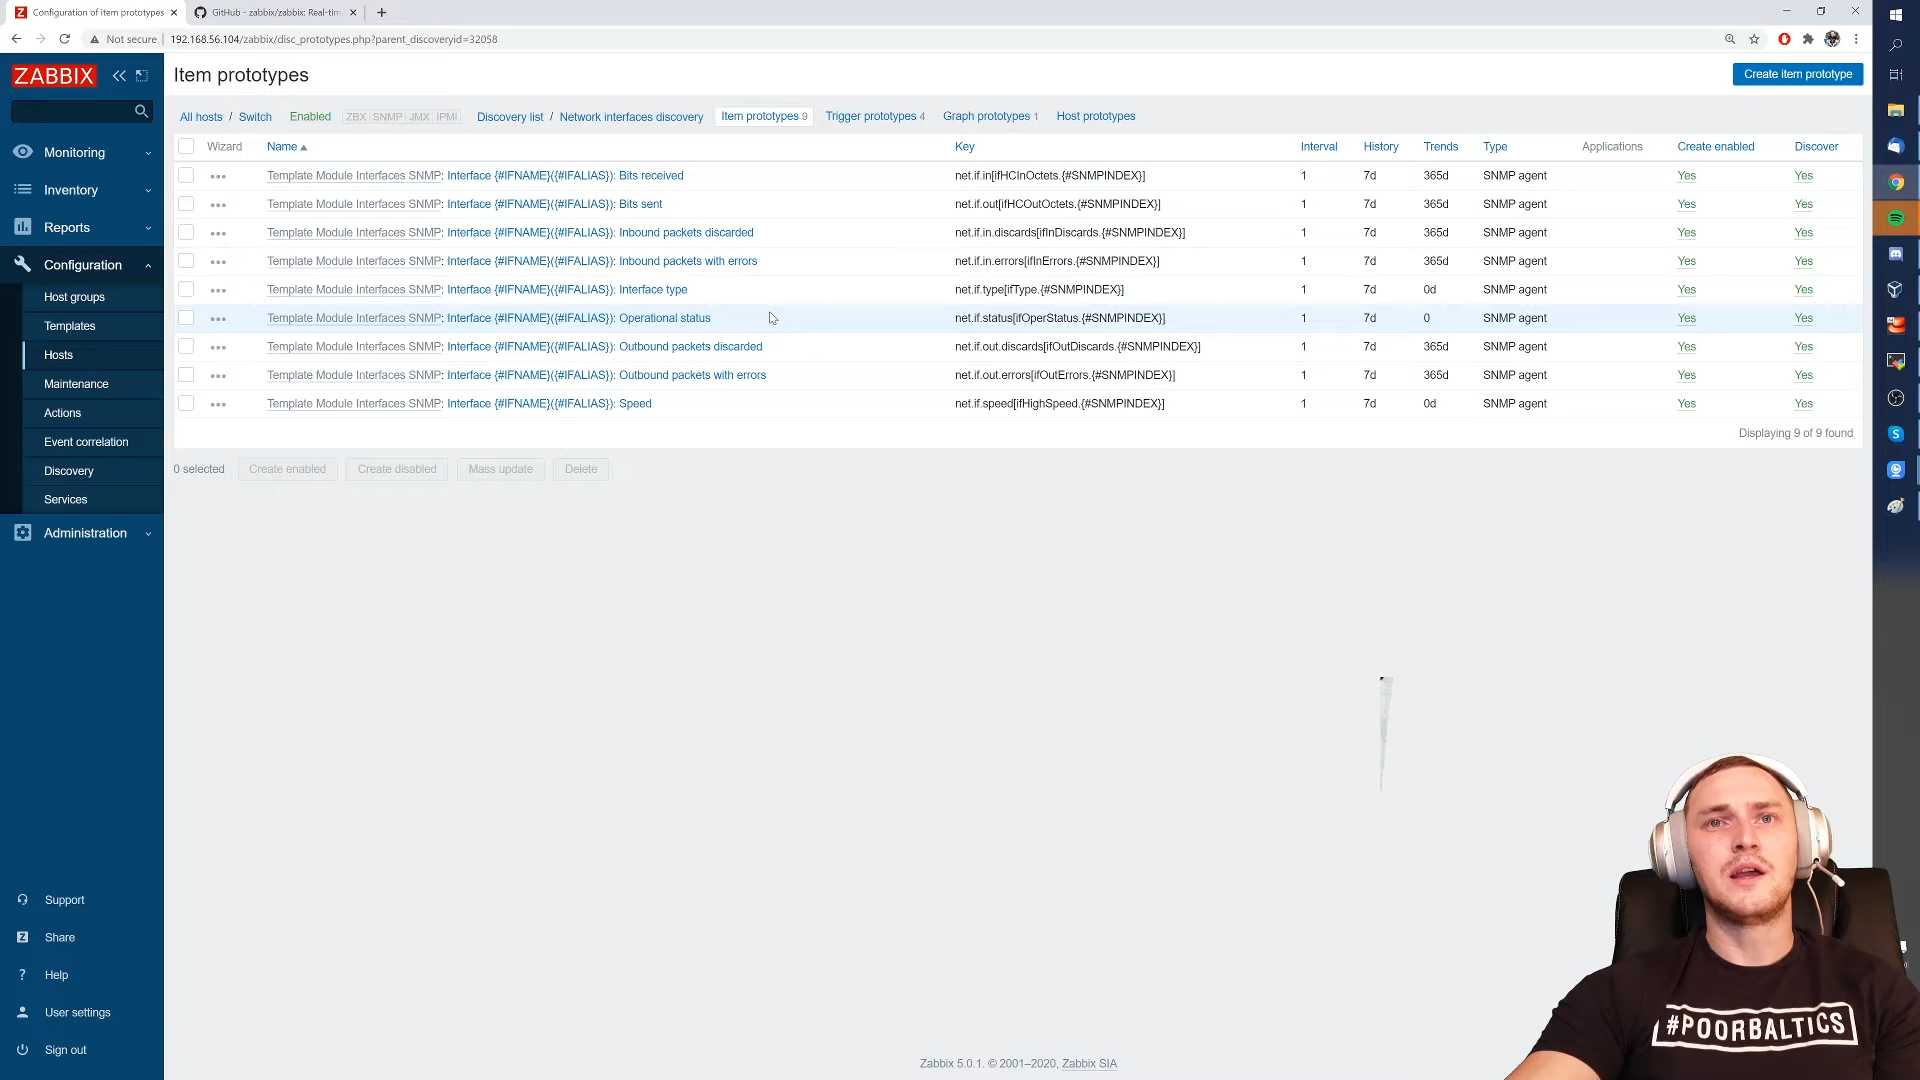 Configuration of item prototypes
GitHub - zabbix/zabbix: Real-tim
Not secure 192.168.56.104/zabbix/disc_prototypes.php?parent_discoveryid=32058
ZABBIX
Item prototypes
Create item prototype
All hosts / Switch Enabled ZBX SNMP JMX IPMI Discovery list / Network interfaces discovery Item prototypes 9 Trigger prototypes 4 Graph prototypes 1 Host prototypes
Wizard Name Key Interval History Trends Type Applications Create enabled Discover
Template Module Interfaces SNMP: Interface {#IFNAME}({#IFALIAS}): Bits received net.if.in[ifHCInOctets.{#SNMPINDEX}] 1 7d 365d SNMP agent Yes Yes
Template Module Interfaces SNMP: Interface {#IFNAME}({#IFALIAS}): Bits sent net.if.out[ifHCOutOctets.{#SNMPINDEX}] 1 7d 365d SNMP agent Yes Yes
Template Module Interfaces SNMP: Interface {#IFNAME}({#IFALIAS}): Inbound packets discarded net.if.in.discards[ifInDiscards.{#SNMPINDEX}] 1 7d 365d SNMP agent Yes Yes
Template Module Interfaces SNMP: Interface {#IFNAME}({#IFALIAS}): Inbound packets with errors net.if.in.errors[ifInErrors.{#SNMPINDEX}] 1 7d 365d SNMP agent Yes Yes
Template Module Interfaces SNMP: Interface {#IFNAME}({#IFALIAS}): Interface type net.if.type[ifType.{#SNMPINDEX}] 1 7d 0d SNMP agent Yes Yes
Template Module Interfaces SNMP: Interface {#IFNAME}({#IFALIAS}): Operational status net.if.status[ifOperStatus.{#SNMPINDEX}] 1 7d 0 SNMP agent Yes Yes
Template Module Interfaces SNMP: Interface {#IFNAME}({#IFALIAS}): Outbound packets discarded net.if.out.discards[ifOutDiscards.{#SNMPINDEX}] 1 7d 365d SNMP agent Yes Yes
Template Module Interfaces SNMP: Interface {#IFNAME}({#IFALIAS}): Outbound packets with errors net.if.out.errors[ifOutErrors.{#SNMPINDEX}] 1 7d 365d SNMP agent Yes Yes
Template Module Interfaces SNMP: Interface {#IFNAME}({#IFALIAS}): Speed net.if.speed[ifHighSpeed.{#SNMPINDEX}] 1 7d 0d SNMP agent Yes Yes
Displaying 9 of 9 found
0 selected Create enabled Create disabled Mass update Delete
Monitoring
Inventory
Reports
Configuration
Host groups
Templates
Hosts
Maintenance
Actions
Event correlation
Discovery
Services
Administration
Support
Share
Help
User settings
Sign out
#POORBALTICS
Zabbix 5.0.1. © 2001–2020, Zabbix SIA